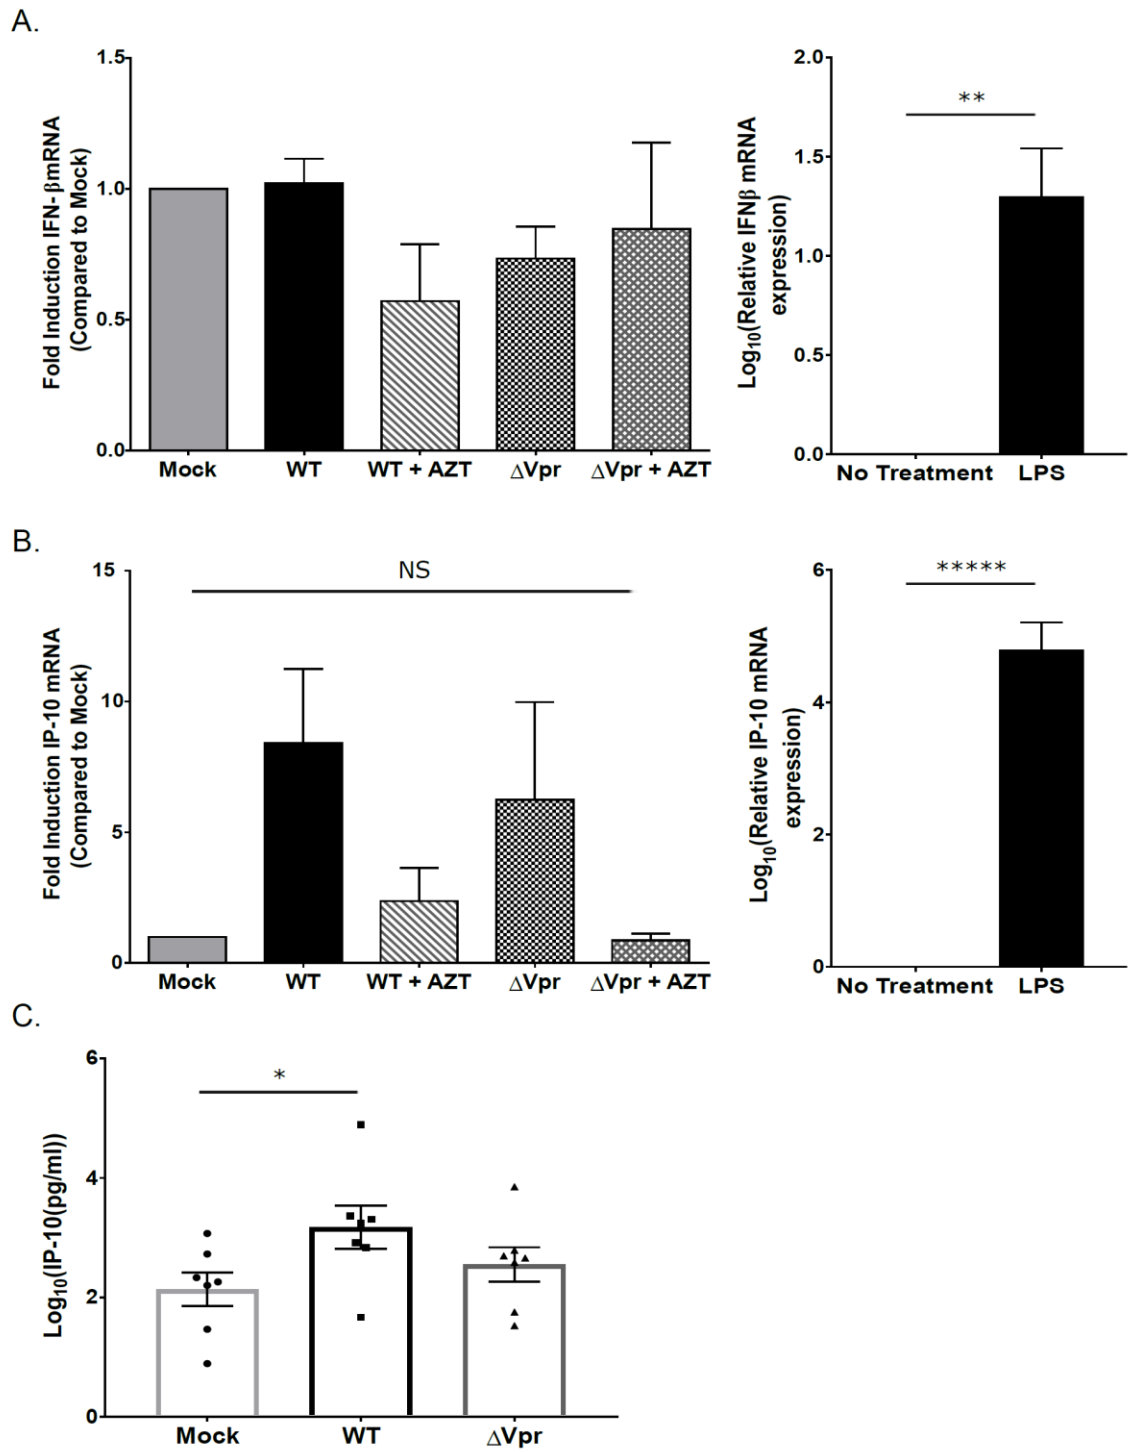 A.
Fold Induction IFN-βmRNA
(Compared to Mock)
1.5
1.0
0.5
0.0
Mock WT WT + AZT ΔVpr ΔVpr + AZT
Log10(Relative IFNβ mRNA
expression)
2.0
1.5
1.0
0.5
0.0
**
No Treatment LPS
B.
Fold Induction IP-10 mRNA
(Compared to Mock)
15
10
5
0
NS
Mock WT WT + AZT ΔVpr ΔVpr + AZT
Log10(Relative IP-10 mRNA
expression)
6
4
2
0
*****
No Treatment LPS
C.
Log10(IP-10(pg/ml))
6
4
2
0
*
Mock WT ΔVpr